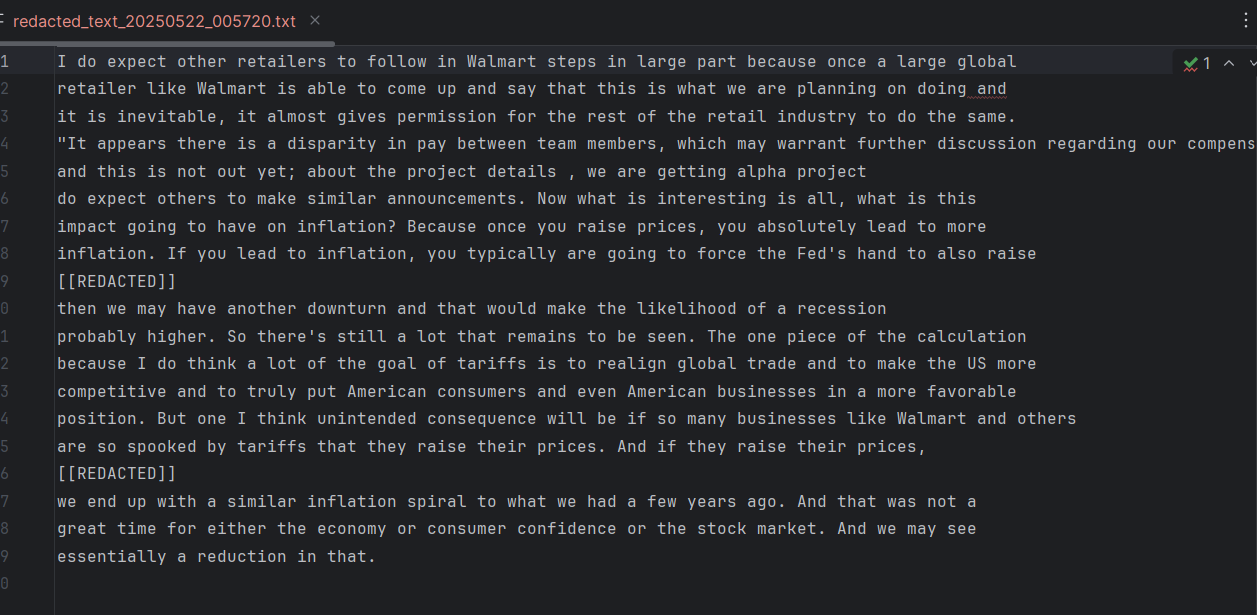 redacted_text_20250522_005720.txt
1
1 I do expect other retailers to follow in Walmart steps in large part because once a large global
2 retailer like Walmart is able to come up and say that this is what we are planning on doing and
3 it is inevitable, it almost gives permission for the rest of the retail industry to do the same.
4 "It appears there is a disparity in pay between team members, which may warrant further discussion regarding our compens
5 and this is not out yet; about the project details , we are getting alpha project
6 do expect others to make similar announcements. Now what is interesting is all, what is this
7 impact going to have on inflation? Because once you raise prices, you absolutely lead to more
8 inflation. If you lead to inflation, you typically are going to force the Fed's hand to also raise
9 [[REDACTED]]
0 then we may have another downturn and that would make the likelihood of a recession
1 probably higher. So there's still a lot that remains to be seen. The one piece of the calculation
2 because I do think a lot of the goal of tariffs is to realign global trade and to make the US more
3 competitive and to truly put American consumers and even American businesses in a more favorable
4 position. But one I think unintended consequence will be if so many businesses like Walmart and others
5 are so spooked by tariffs that they raise their prices. And if they raise their prices,
6 [[REDACTED]]
7 we end up with a similar inflation spiral to what we had a few years ago. And that was not a
8 great time for either the economy or consumer confidence or the stock market. And we may see
9 essentially a reduction in that.
0